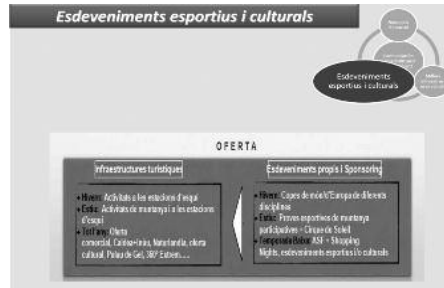 Esdeveniments esportius i culturals
Esdeveniments
esportius i culturals
OFERTA
Infraestructures turístiques
Esdeveniments propis i Sponsoring
Hivern: Activitats a les estacions d'esquí
Estiu: Activitats de muntanya i a les estacions
d'esquí
Tot l'any: Oferta
comercial, Caldea+Inúu, Naturlandia, oferta
cultural, Palau de Gel, 360º Extrem.....
Hivern: Copes de món/d'Europa de diferents
disciplines
Estiu: Proves esportives de muntanya
participatives – Cirque du Soleil
Temporada Baixa: ASF – Shopping
Nights, esdeveniments esportius i/o culturals